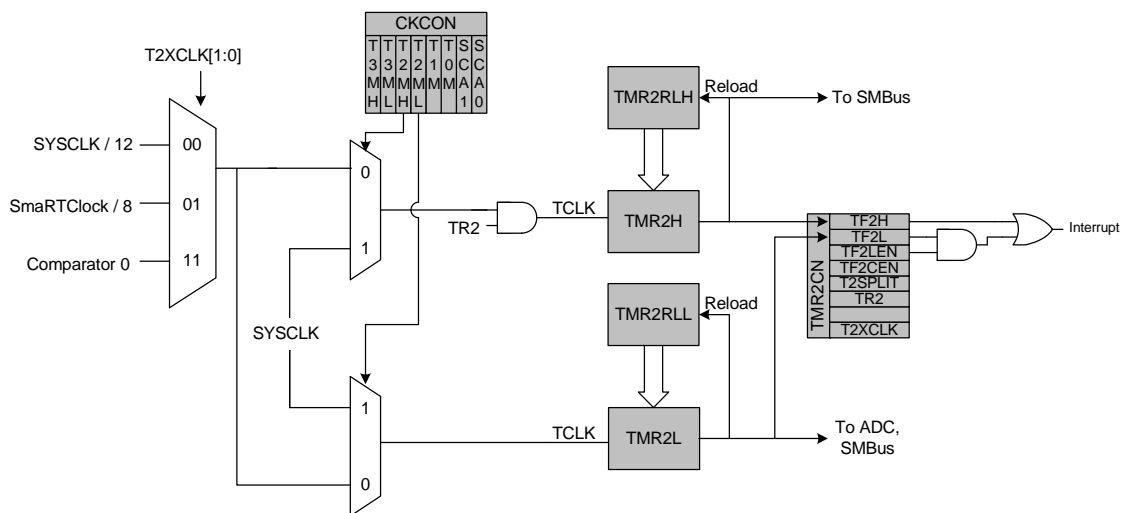 CKCON
T3MH T3ML T2MH T2ML T1M T0M SCA1 SCA0
T2XCLK[1:0]
SYSCLK / 12
00
SmaRTClock / 8
01
Comparator 0
11
0
1
TR2
TCLK
TMR2RLH
Reload
To SMBus
TMR2H
TMR2CN
TF2H
TF2L
TF2LEN
TF2CEN
T2SPLIT
TR2
T2XCLK
Interrupt
SYSCLK
1
0
TCLK
TMR2RLL
Reload
TMR2L
To ADC,
SMBus